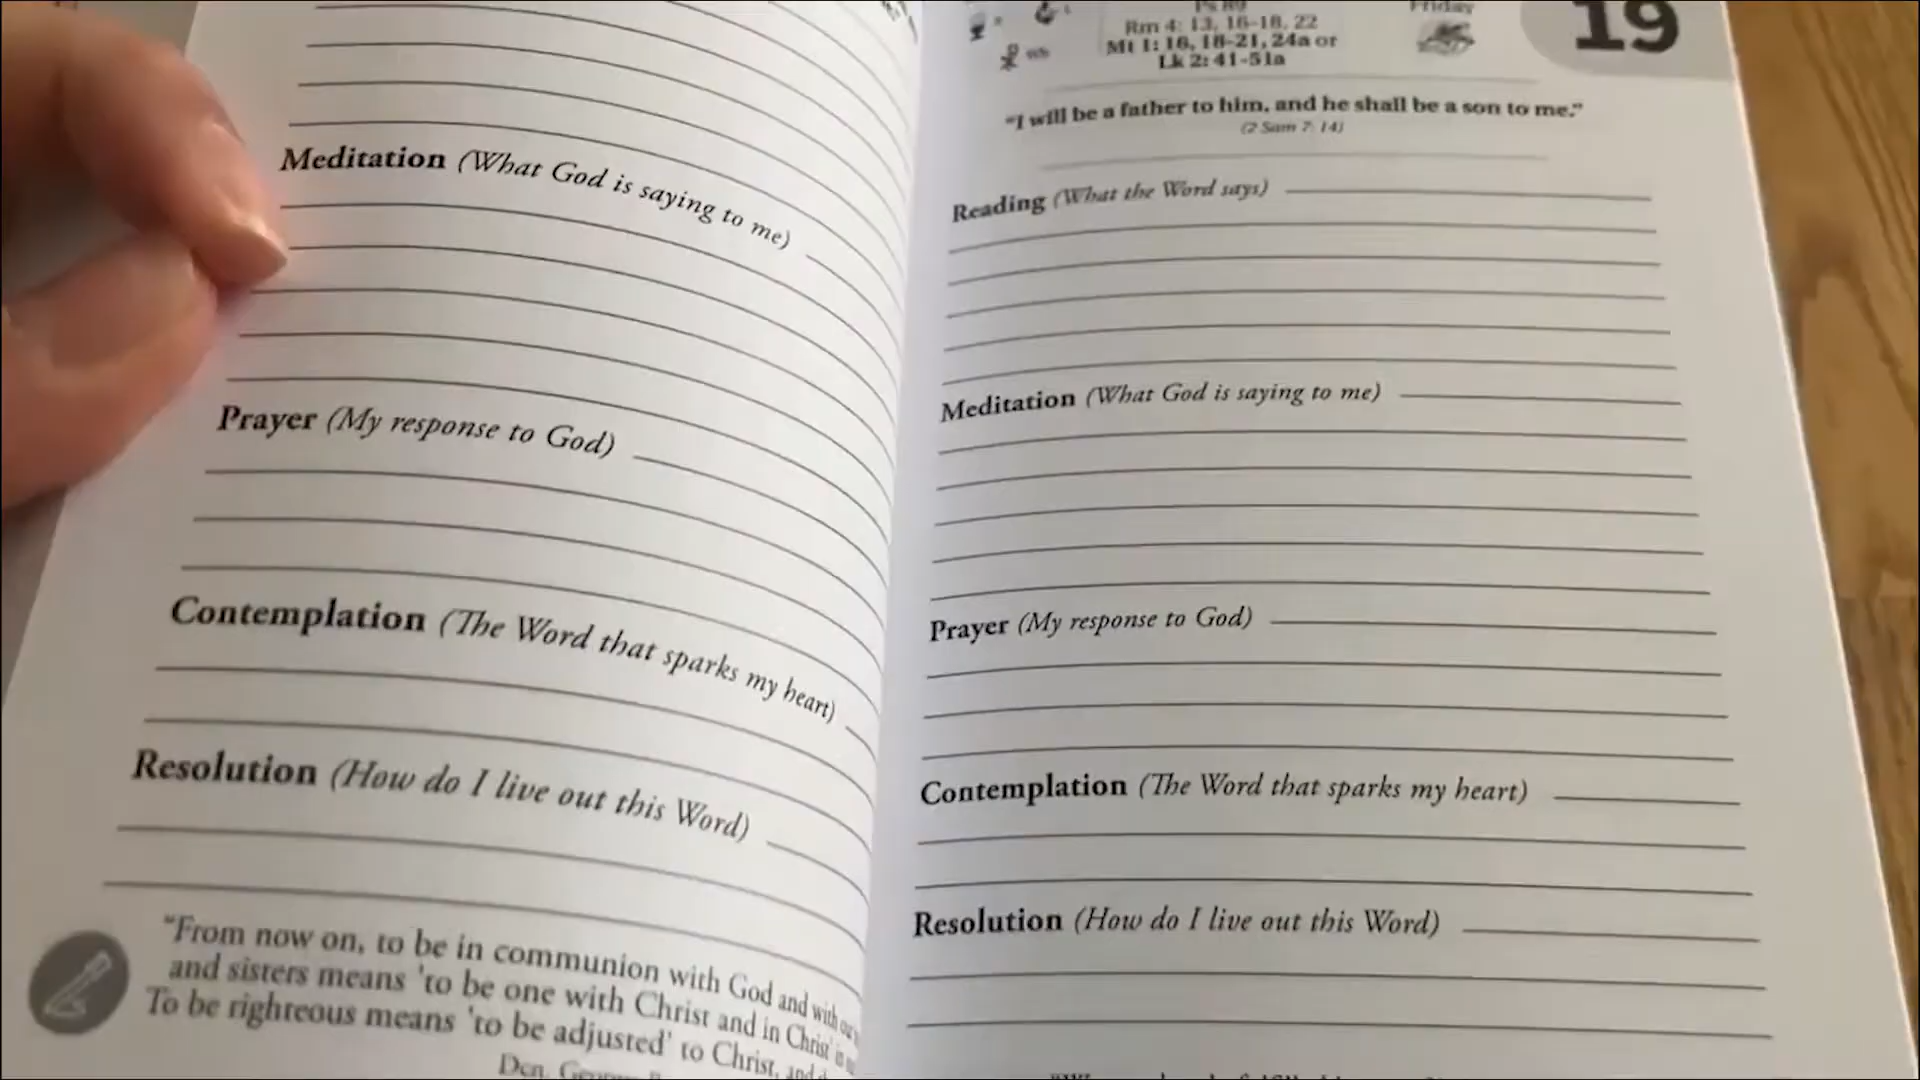 Meditation (What God is saying to me)
Prayer (My response to God)
Contemplation (The Word that sparks my heart)
Resolution (How do I live out this Word)
"From now on, to be in communion with God and with
and sisters means 'to be one with Christ and in Christ'
To be righteous means 'to be adjusted' to Christ, and
Dcn.
Ps 89
Rm 4: 13, 16-18, 22
Mt 1: 16, 18-21, 24a or
Lk 2: 41-51a
Friday
19
"I will be a father to him, and he shall be a son to me."
(2 Sam 7: 14)
Reading (What the Word says)
Meditation (What God is saying to me)
Prayer (My response to God)
Contemplation (The Word that sparks my heart)
Resolution (How do I live out this Word)